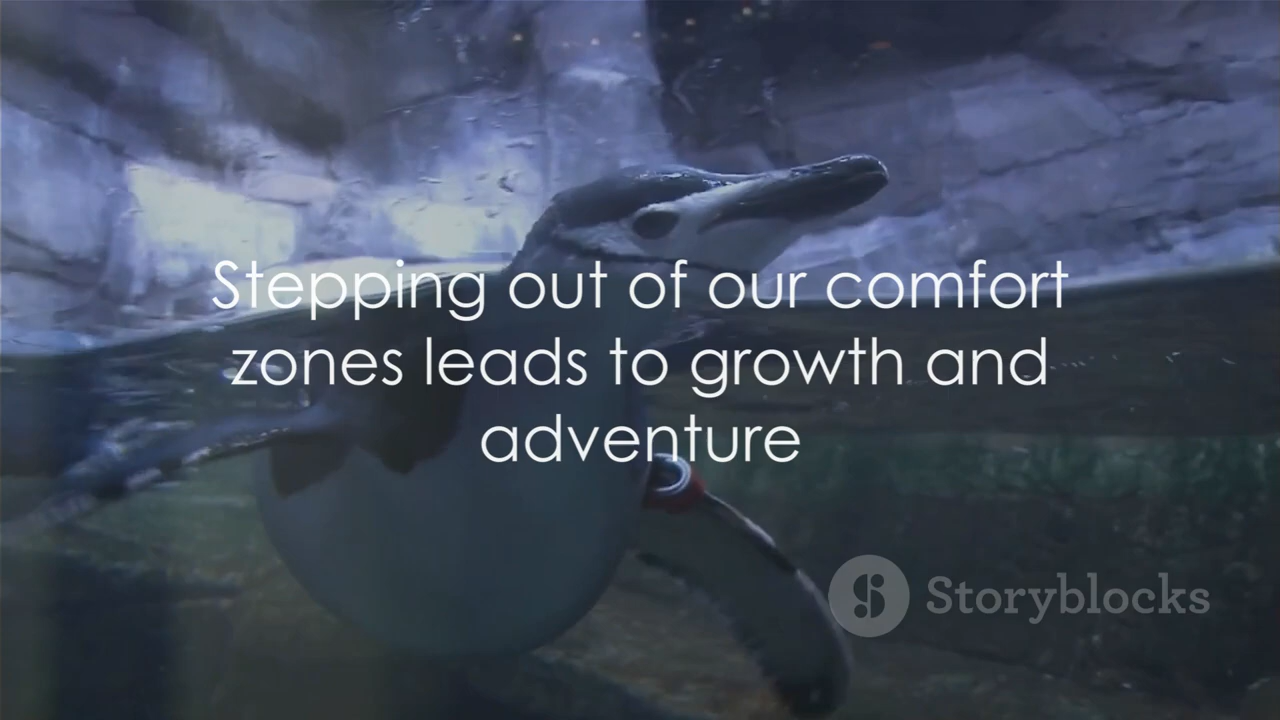 Stepping out of our comfort
zones leads to growth and
adventure
Storyblocks